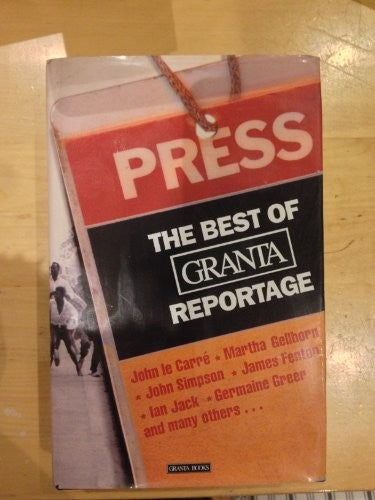 PRESS
THE BEST OF
GRANTA
REPORTAGE
John le Carré * Martha Gellhorn
* John Simpson * James Fenton
* Ian Jack * Germaine Greer
and many others . . .
GRANTA BOOKS